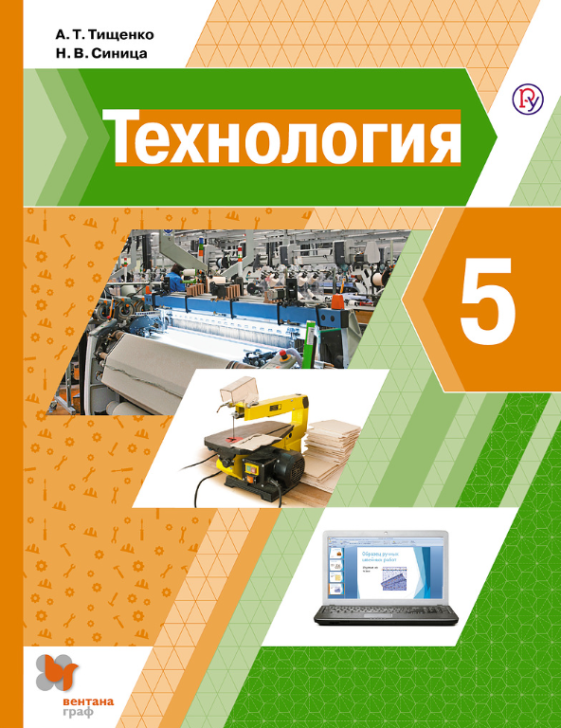 А. Т. Тищенко
Н. В. Синица
Технология
5
вентана
граф